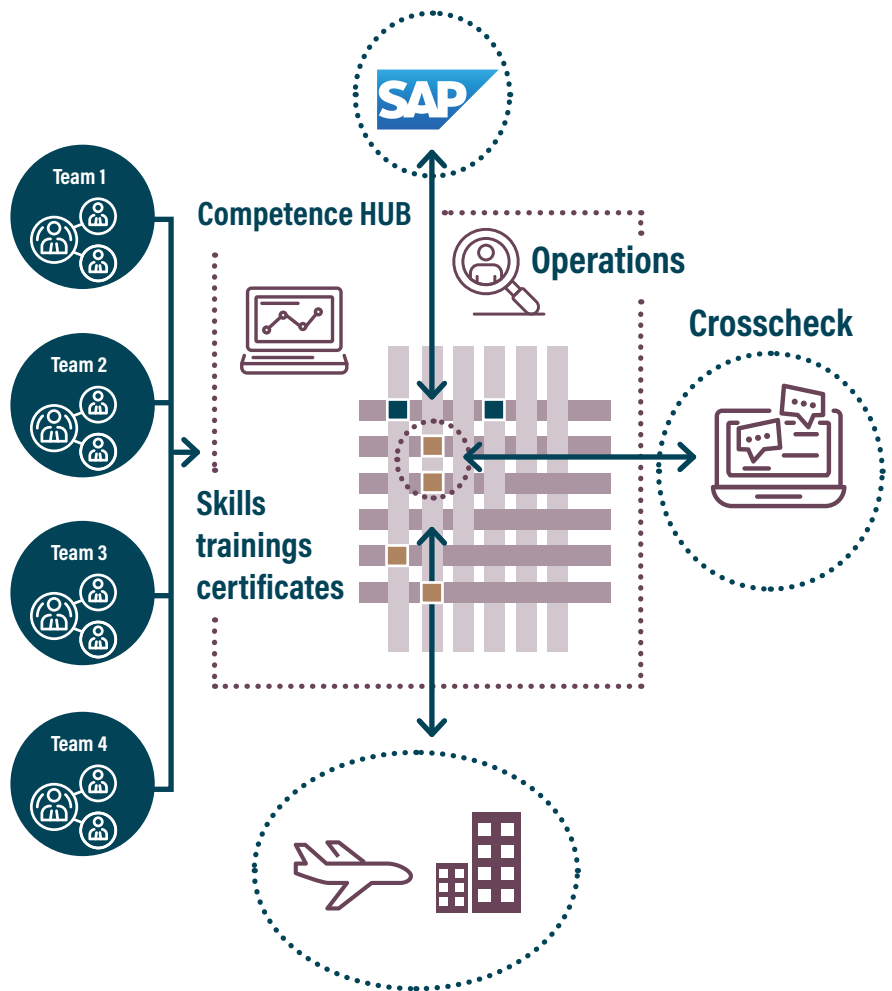 SAP
Team 1
Competence HUB
Operations
Crosscheck
Team 2
Skills
trainings
certificates
Team 3
Team 4